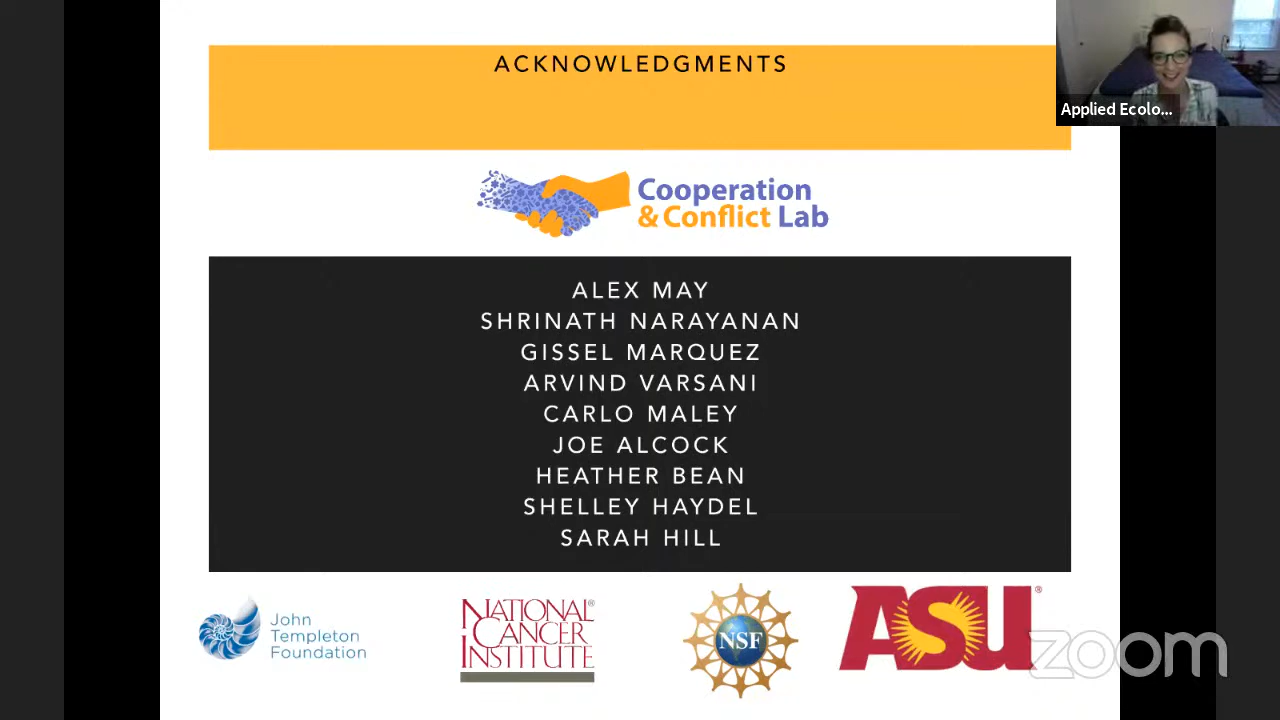 ACKNOWLEDGMENTS
Applied Ecolo...
Cooperation
& Conflict Lab
ALEX MAY
SHRINATH NARAYANAN
GISSEL MARQUEZ
ARVIND VARSANI
CARLO MALEY
JOE ALCOCK
HEATHER BEAN
SHELLEY HAYDEL
SARAH HILL
John
Templeton
Foundation
NATIONAL®
CANCER
INSTITUTE
NSF
ASU®
zoom